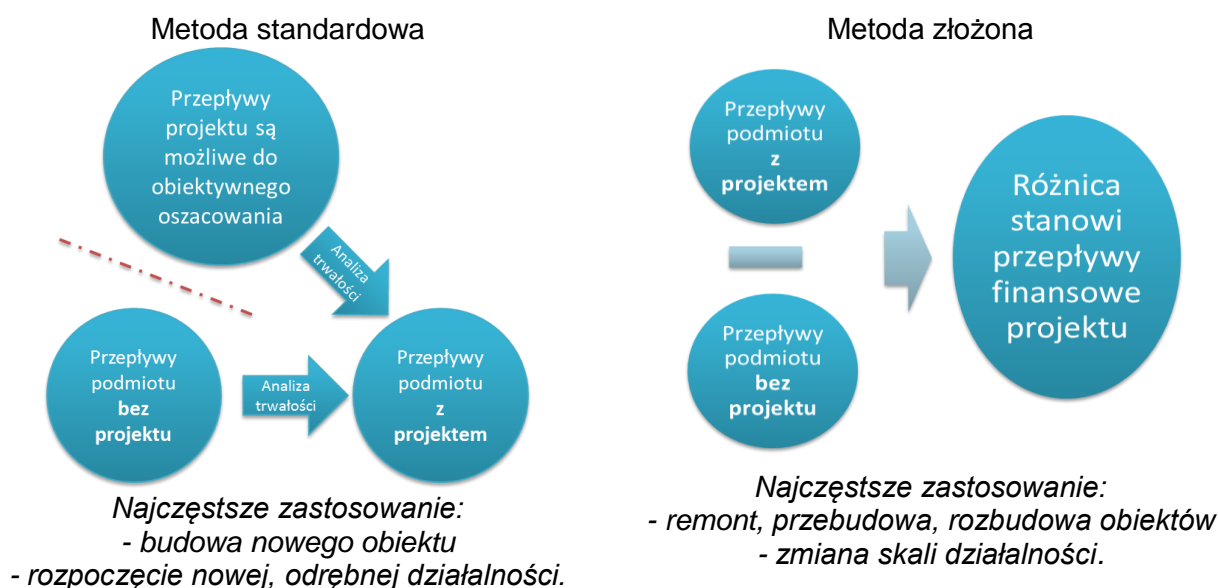 Metoda standardowa
Przepływy
projektu są
możliwe do
obiektywnego
oszacowania
Analiza
trwałości
Przepływy
podmiotu
bez
projektu
Analiza
trwałości
Przepływy
podmiotu
z
projektem
Najczęstsze zastosowanie:
- budowa nowego obiektu
- rozpoczęcie nowej, odrębnej działalności.
Metoda złożona
Przepływy
podmiotu
z
projektem
Przepływy
podmiotu
bez
projektu
Różnica
stanowi
przepływy
finansowe
projektu
Najczęstsze zastosowanie:
- remont, przebudowa, rozbudowa obiektów
- zmiana skali działalności.